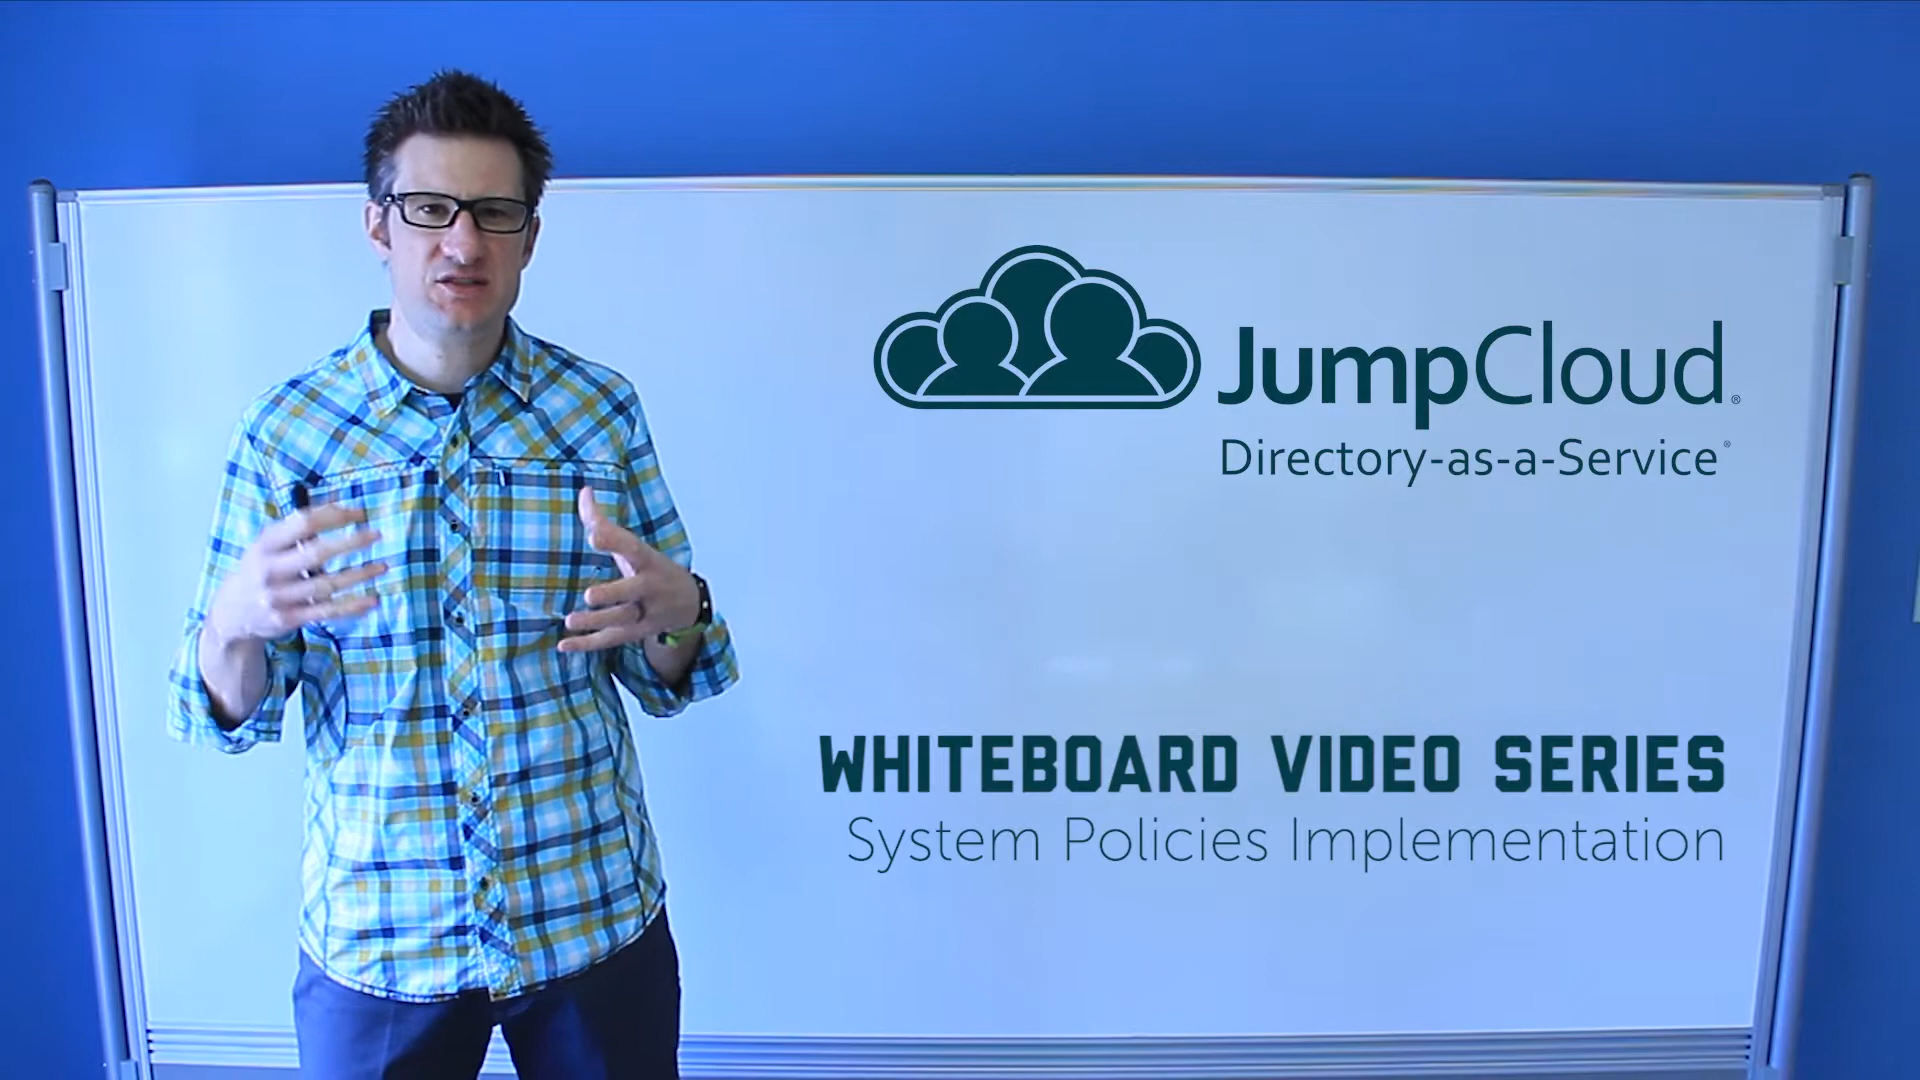 JumpCloud®
Directory-as-a-Service®
WHITEBOARD VIDEO SERIES
System Policies Implementation